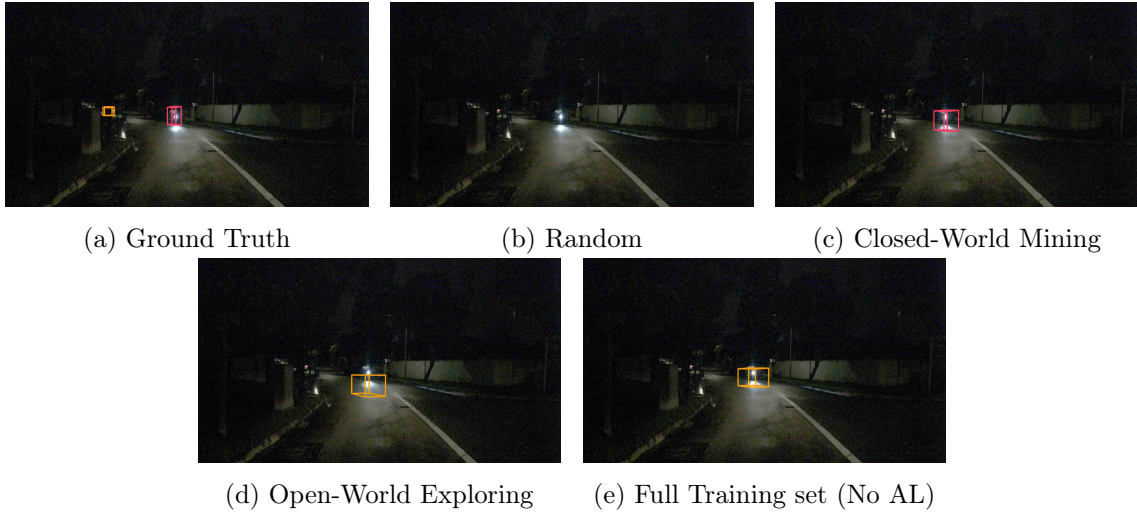 (a) Ground Truth
(b) Random
(c) Closed-World Mining
(d) Open-World Exploring
(e) Full Training set (No AL)